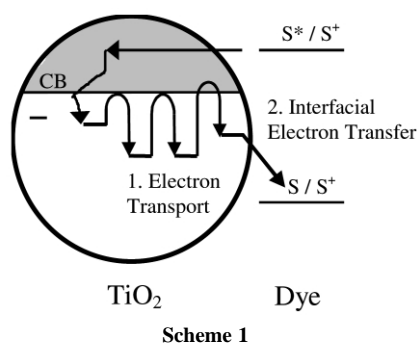 S* / S⁺
CB
2. Interfacial
Electron Transfer
1. Electron
Transport
S / S⁺
TiO₂
Dye
Scheme 1